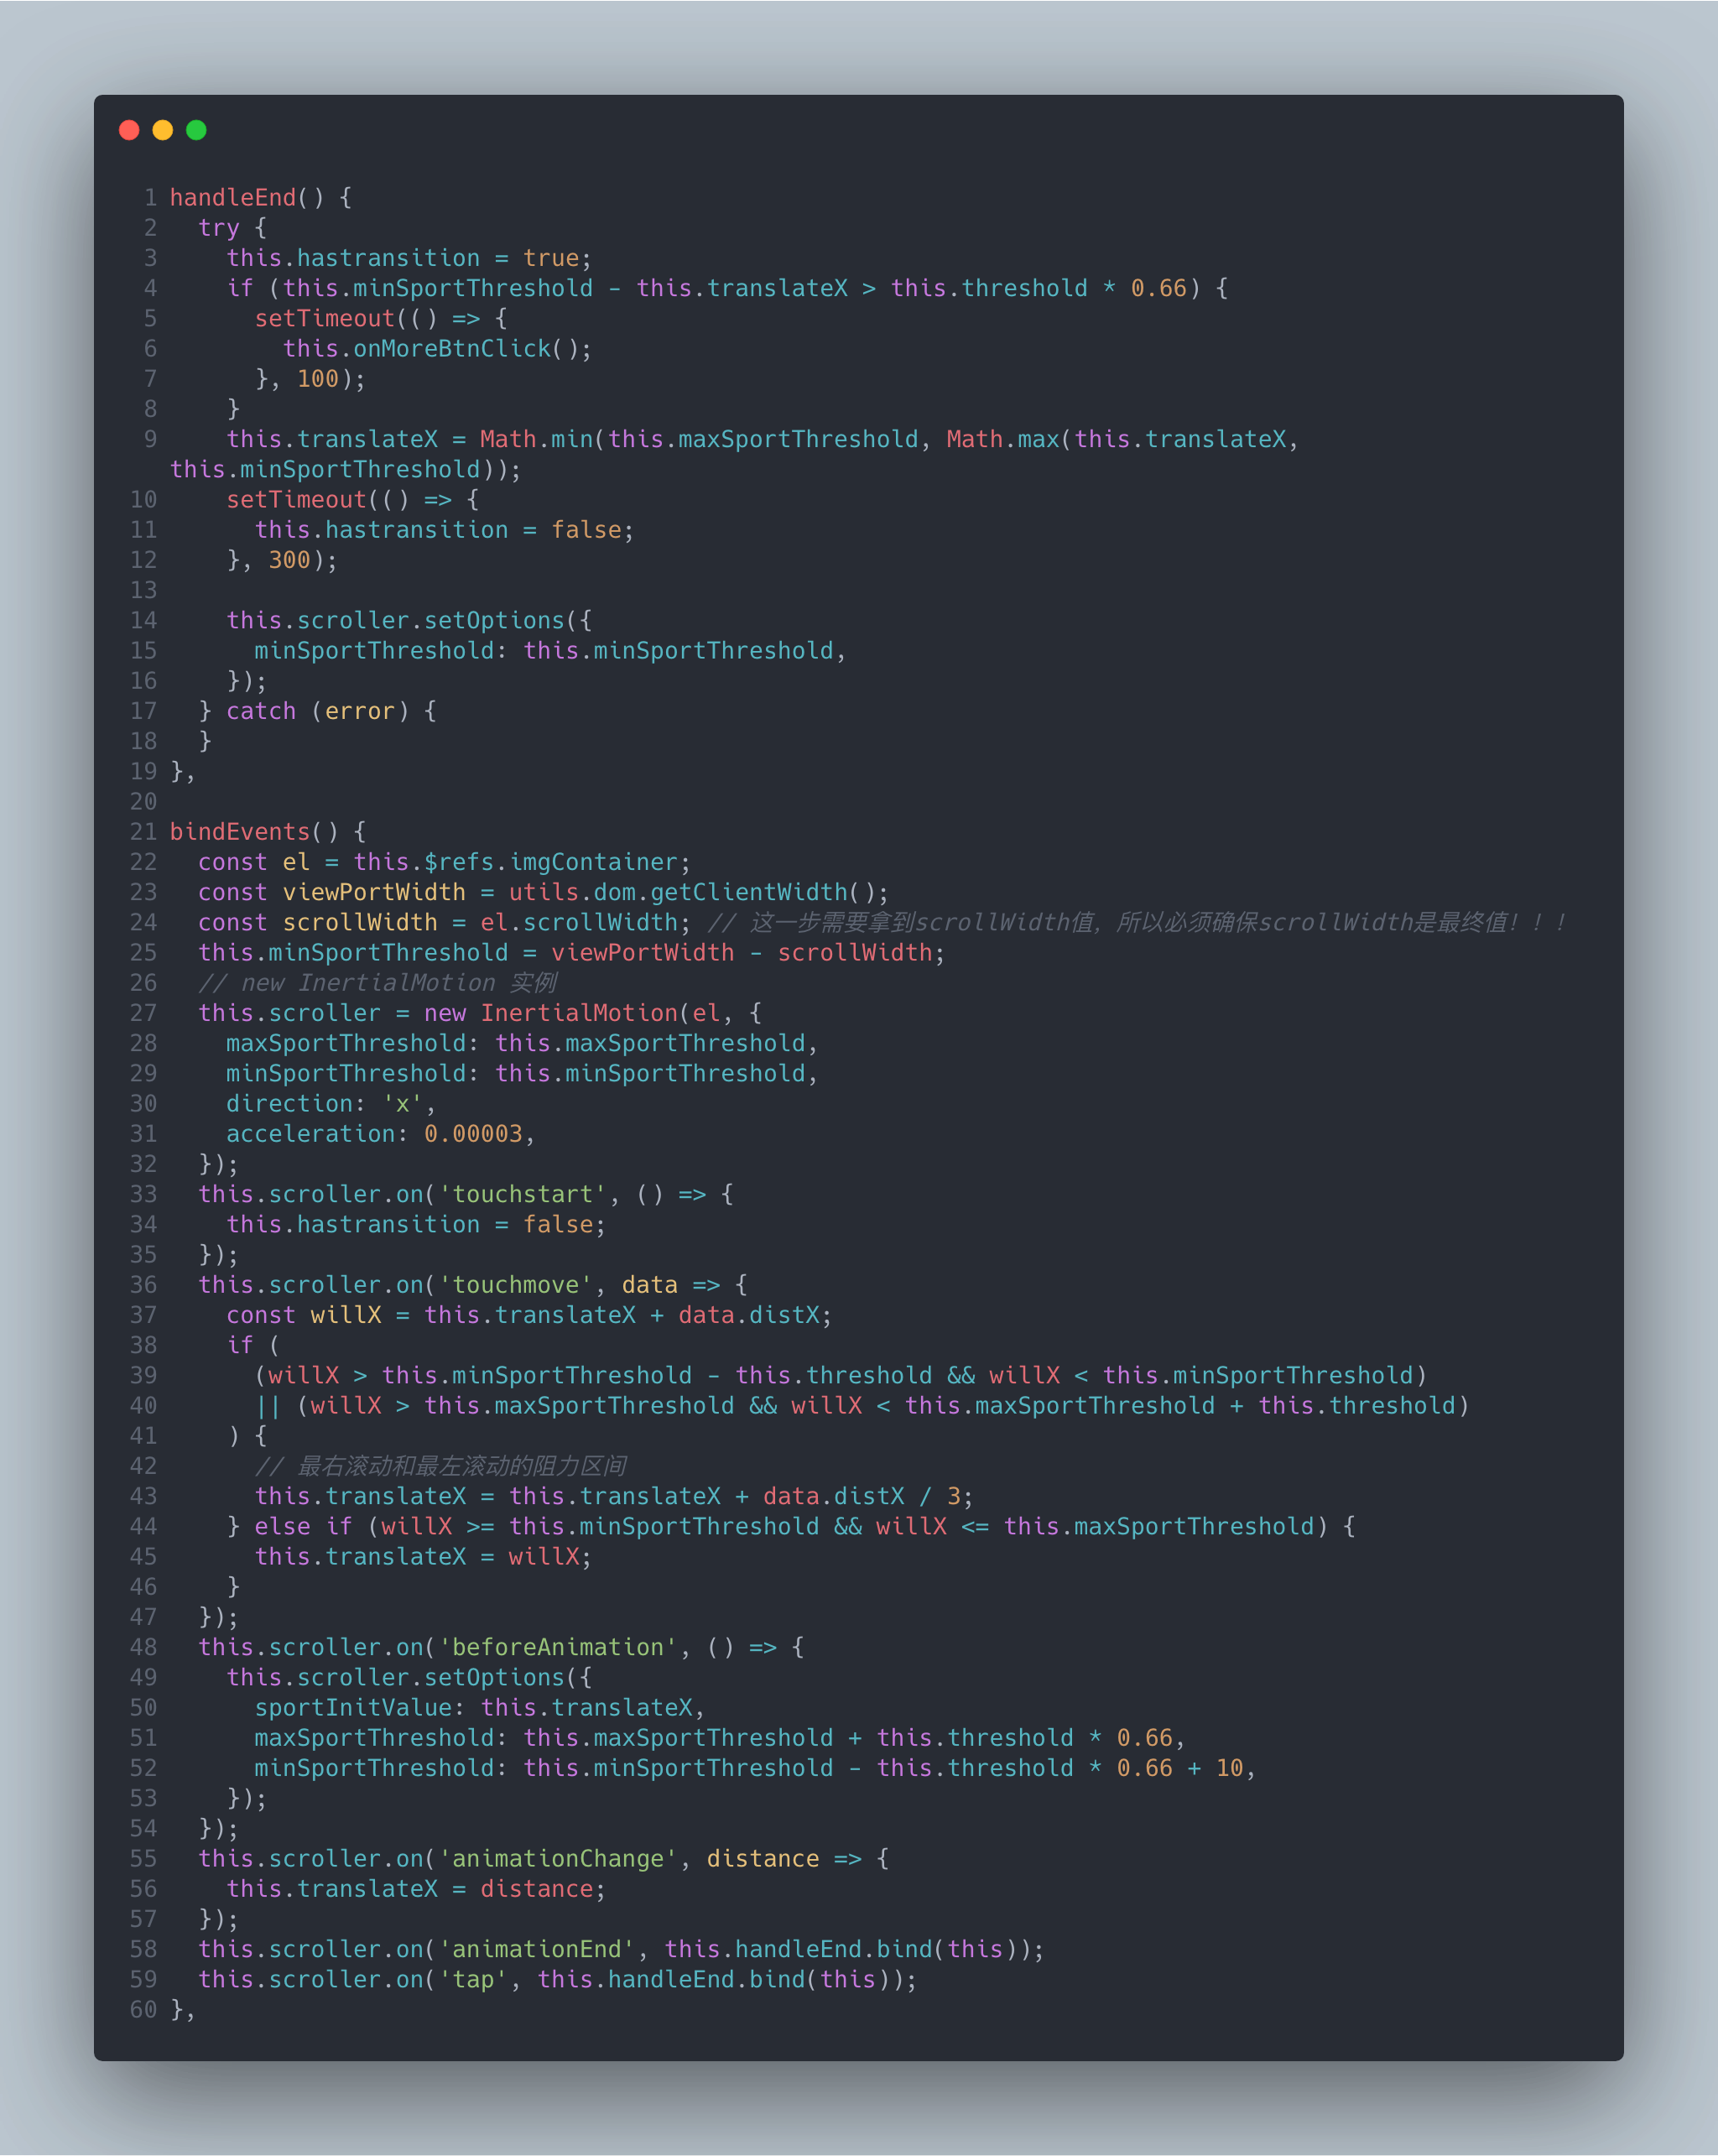 1 handleEnd() {
2   try {
3     this.hastransition = true;
4     if (this.minSportThreshold - this.translateX > this.threshold * 0.66) {
5       setTimeout(() => {
6         this.onMoreBtnClick();
7       }, 100);
8     }
9     this.translateX = Math.min(this.maxSportThreshold, Math.max(this.translateX,
this.minSportThreshold));
10     setTimeout(() => {
11       this.hastransition = false;
12     }, 300);
13
14     this.scroller.setOptions({
15       minSportThreshold: this.minSportThreshold,
16     });
17   } catch (error) {
18   }
19 },
20
21 bindEvents() {
22   const el = this.$refs.imgContainer;
23   const viewPortWidth = utils.dom.getClientWidth();
24   const scrollWidth = el.scrollWidth; // 这一步需要拿到scrollWidth值，所以必须确保scrollWidth是最终值！！！
25   this.minSportThreshold = viewPortWidth - scrollWidth;
26   // new InertialMotion 实例
27   this.scroller = new InertialMotion(el, {
28     maxSportThreshold: this.maxSportThreshold,
29     minSportThreshold: this.minSportThreshold,
30     direction: 'x',
31     acceleration: 0.00003,
32   });
33   this.scroller.on('touchstart', () => {
34     this.hastransition = false;
35   });
36   this.scroller.on('touchmove', data => {
37     const willX = this.translateX + data.distX;
38     if (
39       (willX > this.minSportThreshold - this.threshold && willX < this.minSportThreshold)
40       || (willX > this.maxSportThreshold && willX < this.maxSportThreshold + this.threshold)
41     ) {
42       // 最右滚动和最左滚动的阻力区间
43       this.translateX = this.translateX + data.distX / 3;
44     } else if (willX >= this.minSportThreshold && willX <= this.maxSportThreshold) {
45       this.translateX = willX;
46     }
47   });
48   this.scroller.on('beforeAnimation', () => {
49     this.scroller.setOptions({
50       sportInitValue: this.translateX,
51       maxSportThreshold: this.maxSportThreshold + this.threshold * 0.66,
52       minSportThreshold: this.minSportThreshold - this.threshold * 0.66 + 10,
53     });
54   });
55   this.scroller.on('animationChange', distance => {
56     this.translateX = distance;
57   });
58   this.scroller.on('animationEnd', this.handleEnd.bind(this));
59   this.scroller.on('tap', this.handleEnd.bind(this));
60 },